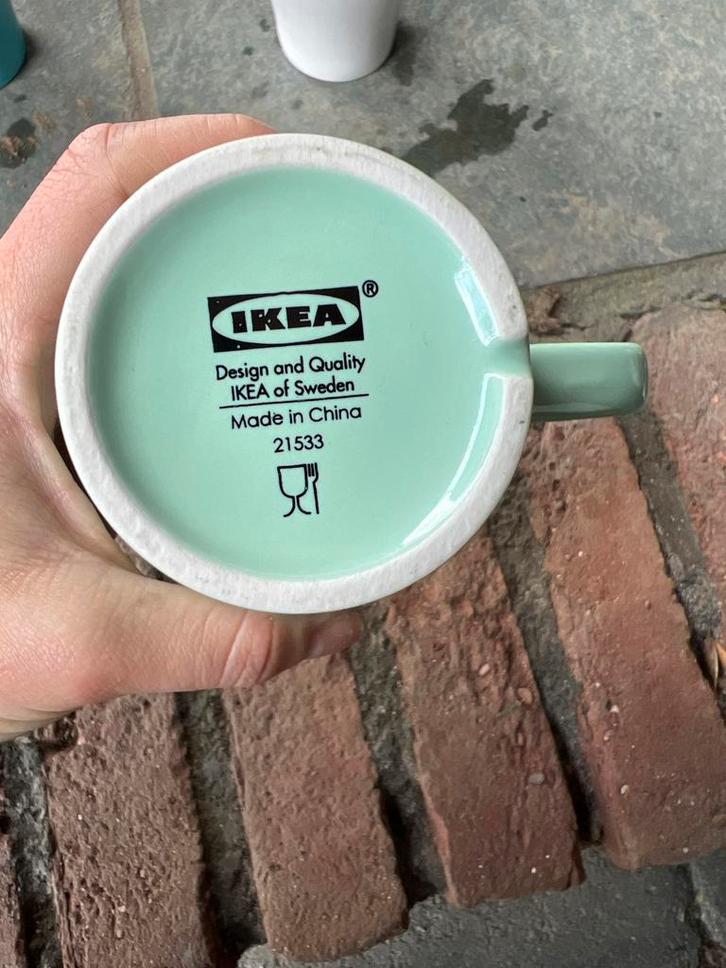 IKEA®
Design and Quality
IKEA of Sweden
Made in China
21533